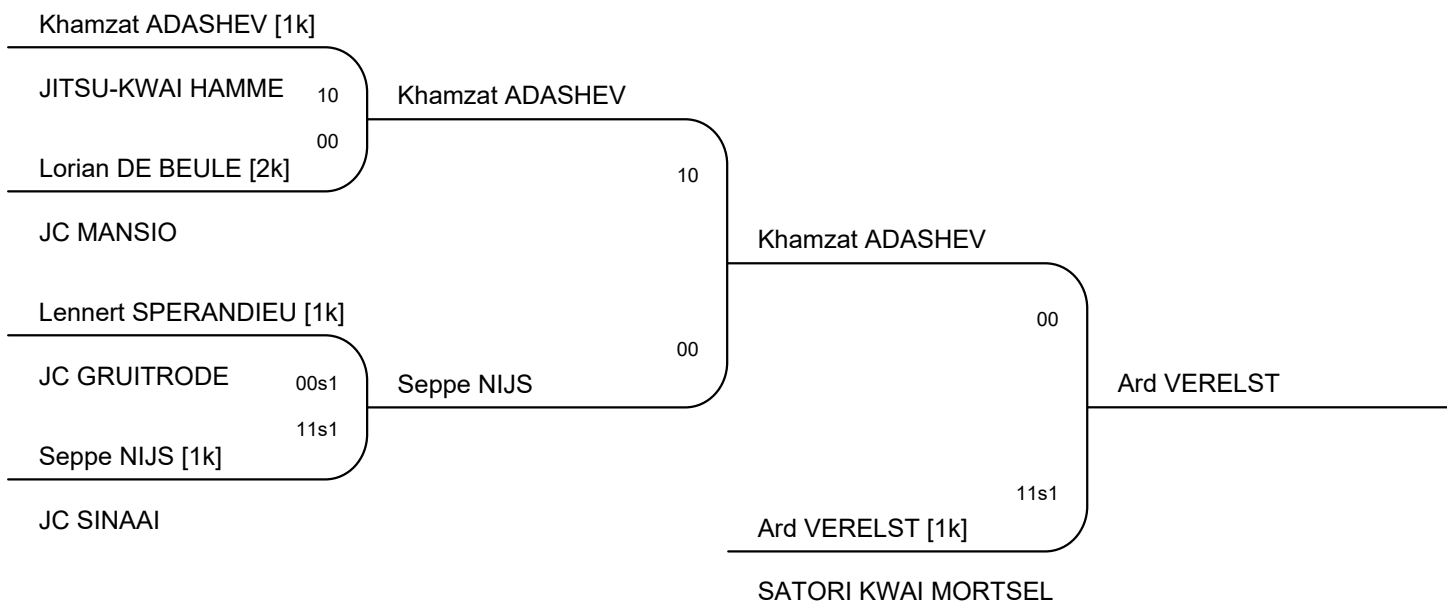 Khamzat ADASHEV [1k]
JITSU-KWAI HAMME
10
Khamzat ADASHEV
00
Lorian DE BEULE [2k]
10
JC MANSIO
Khamzat ADASHEV
Lennert SPERANDIEU [1k]
00
00
JC GRUITRODE
00s1
Seppe NIJS
Ard VERELST
11s1
Seppe NIJS [1k]
11s1
JC SINAAI
Ard VERELST [1k]
SATORI KWAI MORTSEL